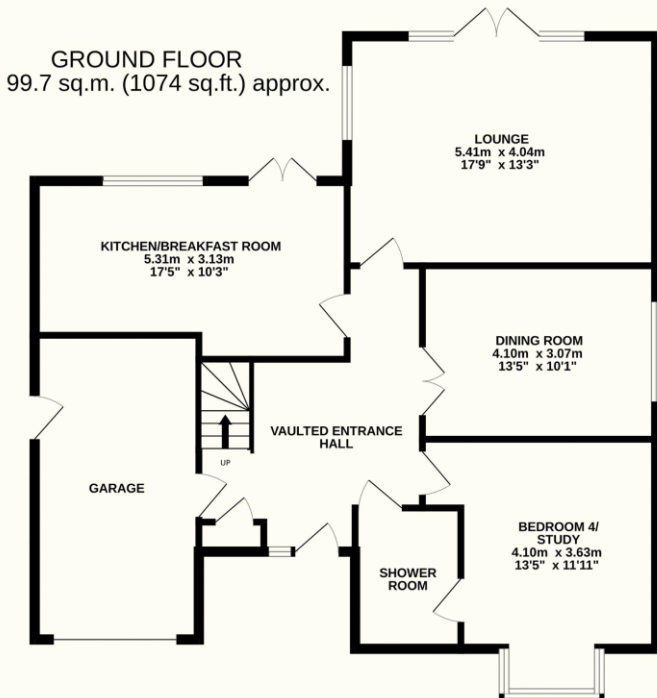 GROUND FLOOR
99.7 sq.m. (1074 sq.ft.) approx.
LOUNGE
5.41m x 4.04m
17'9" x 13'3"
KITCHEN/BREAKFAST ROOM
5.31m x 3.13m
17'5" x 10'3"
DINING ROOM
4.10m x 3.07m
13'5" x 10'1"
VAULTED ENTRANCE
HALL
UP
GARAGE
BEDROOM 4/
STUDY
4.10m x 3.63m
13'5" x 11'11"
SHOWER
ROOM